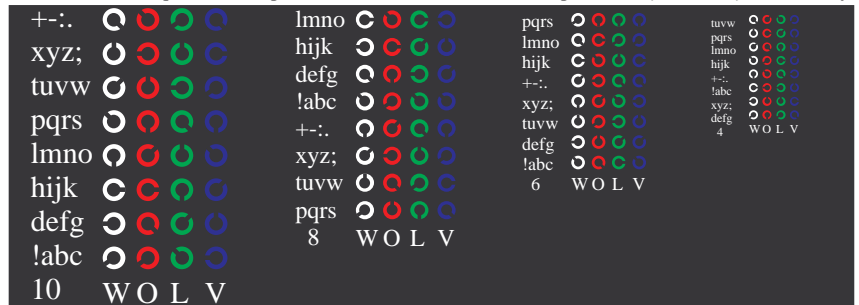 +-:.
xyz;
tuvw
pqrs
lmno
hijk
defg
!abc
10 W O L V
lmno
hijk
defg
!abc
+-:.
xyz;
tuvw
pqrs
8 W O L V
pqrs
lmno
hijk
+-:.
xyz;
tuvw
defg
!abc
6 W O L V
tuvw
pqrs
lmno
hijk
+-:.
!abc
xyz;
defg
4 W O L V